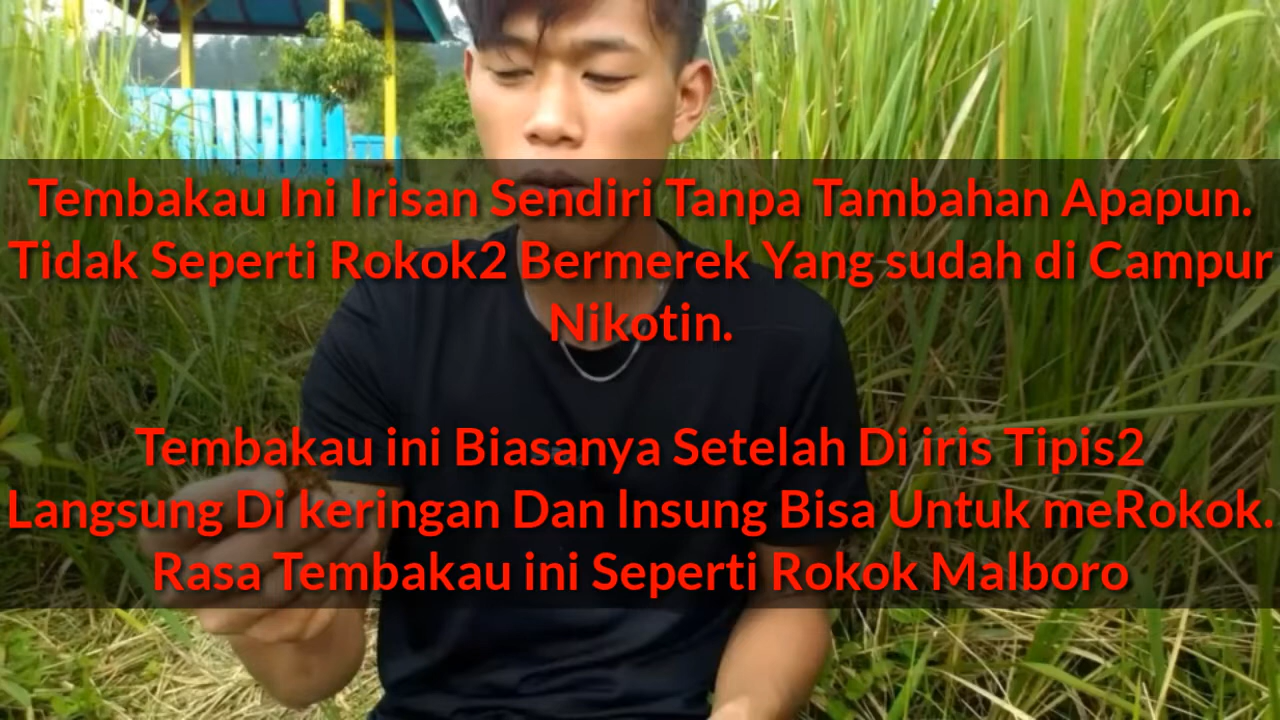 Tembakau Ini Irisan Sendiri Tanpa Tambahan Apapun.
Tidak Seperti Rokok2 Bermerek Yang sudah di Campur
Nikotin.
Tembakau ini Biasanya Setelah Di iris Tipis2
Langsung Di keringan Dan lnsung Bisa Untuk meRokok.
Rasa Tembakau ini Seperti Rokok Malboro